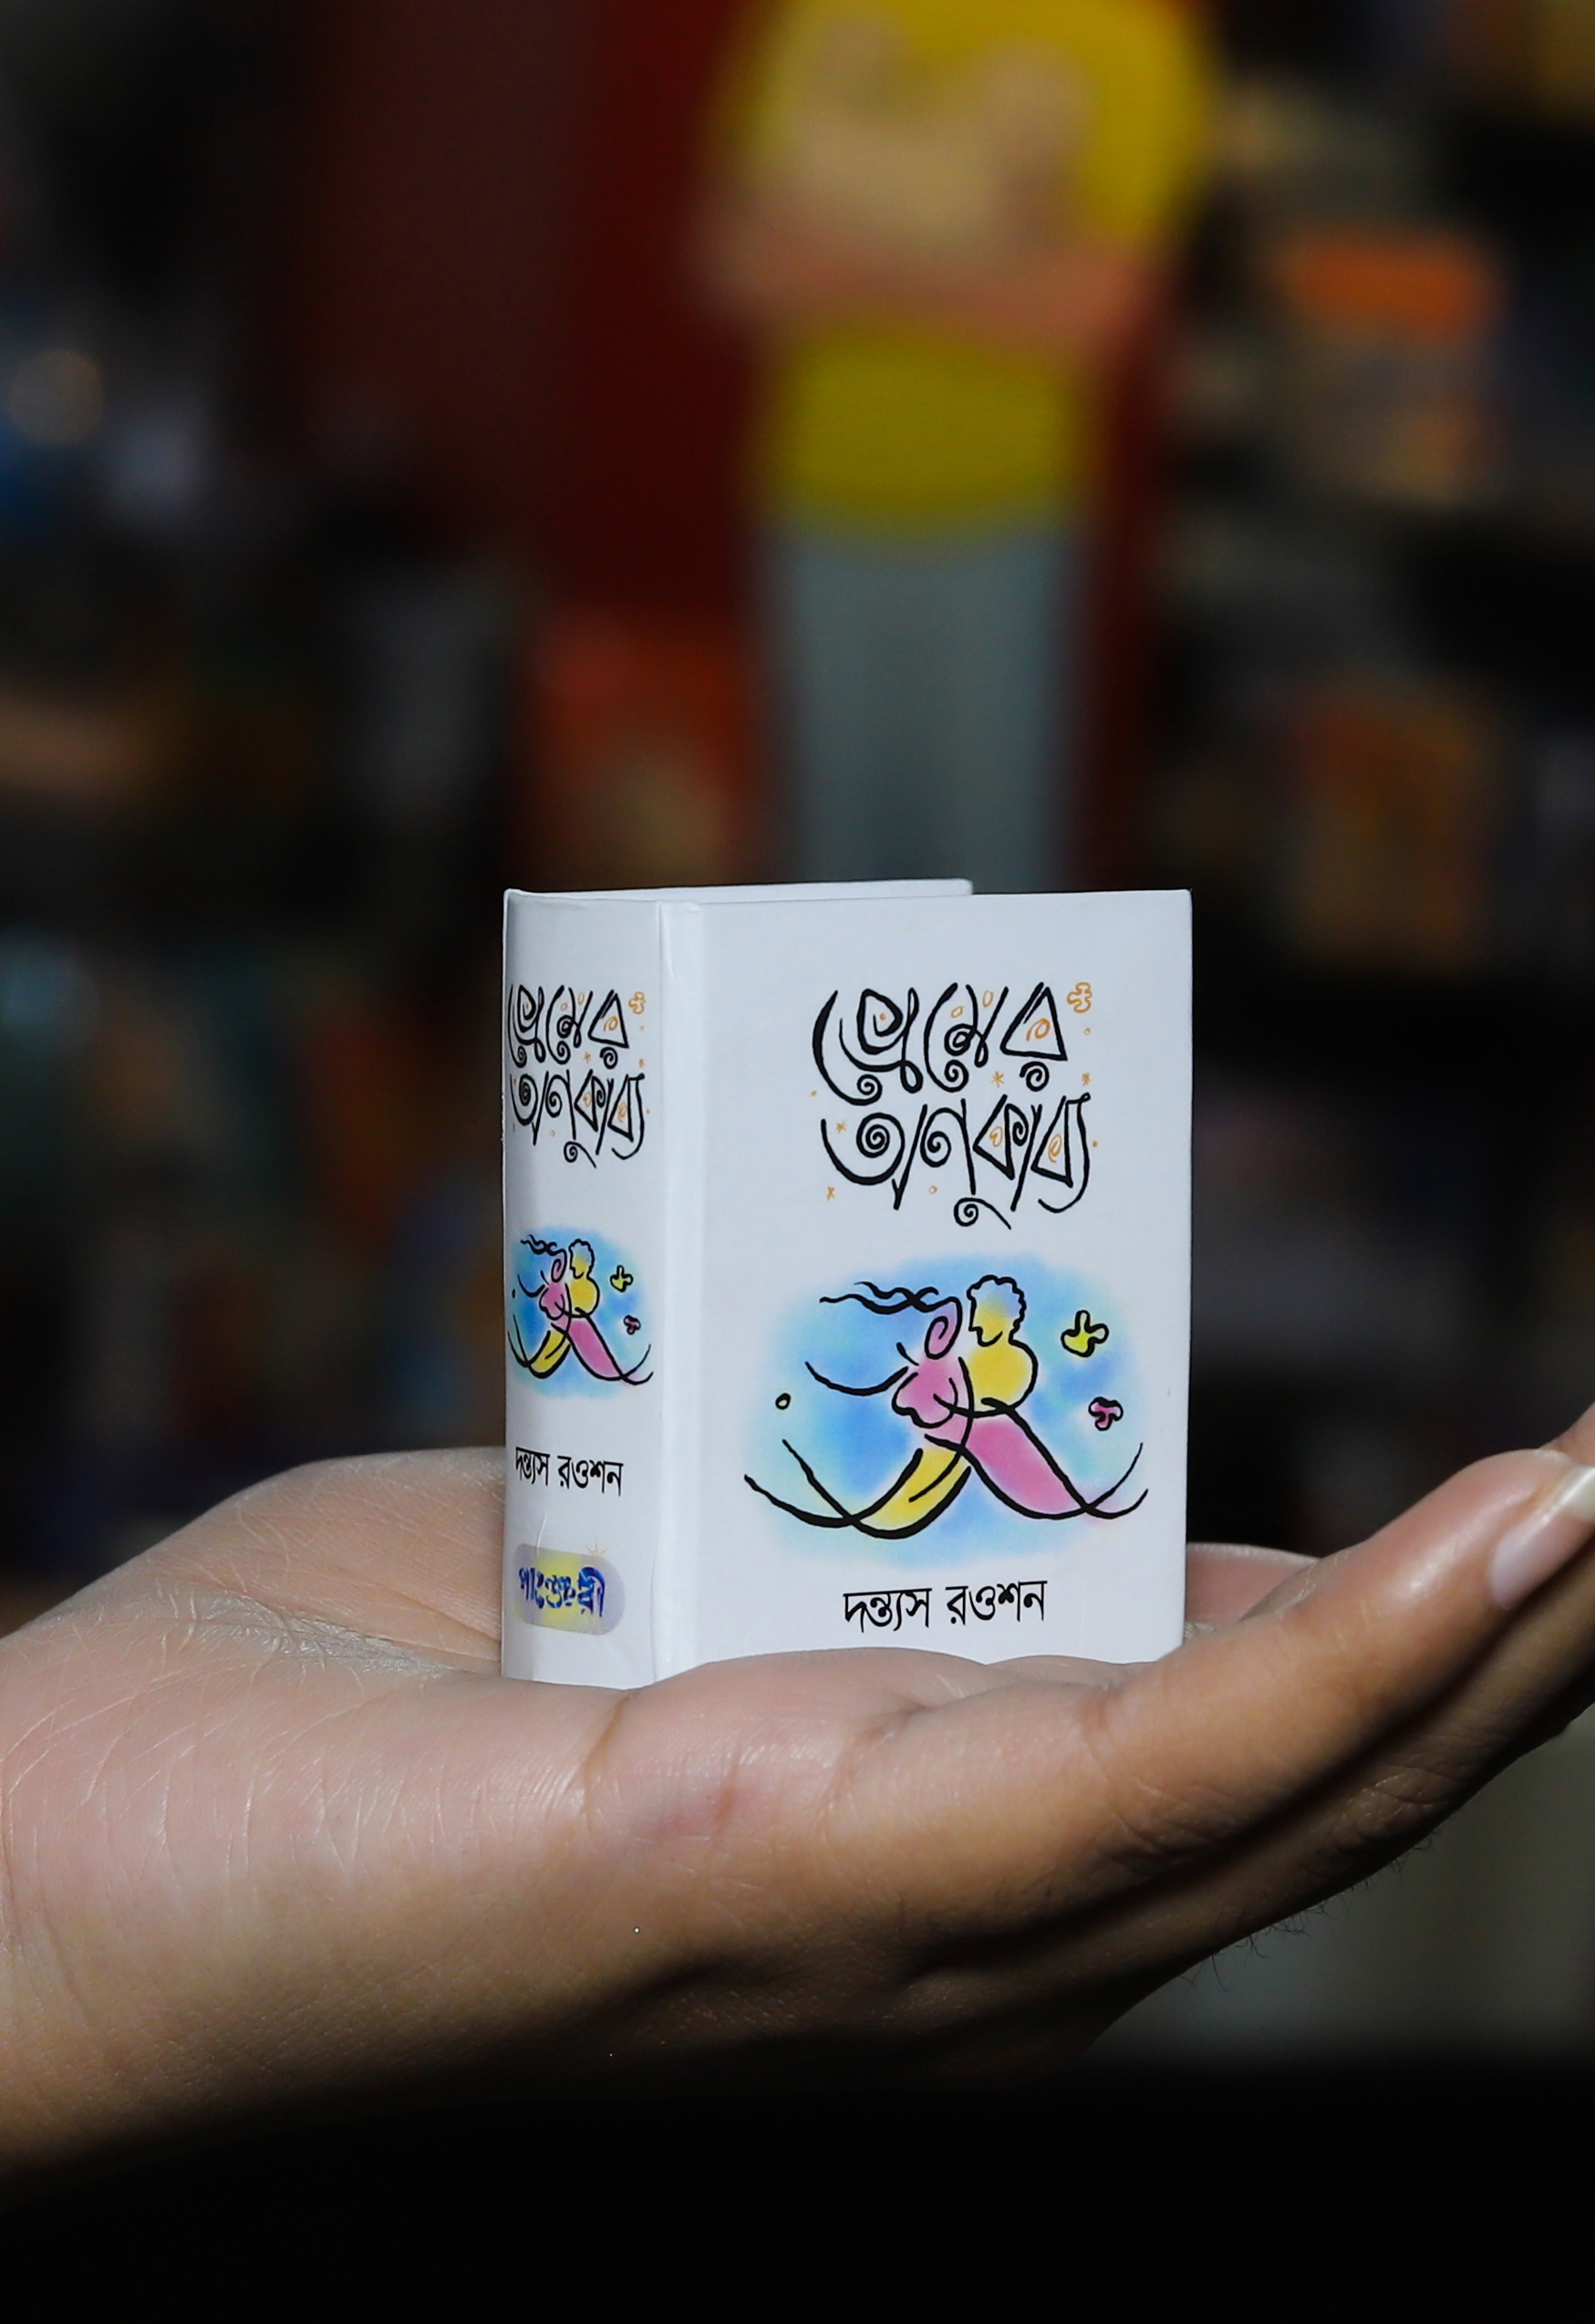 প্রেমের
অণুকাব্য
দন্ত্যস রওশন
পাঞ্জেরী
প্রেমের
অণুকাব্য
দন্ত্যস রওশন